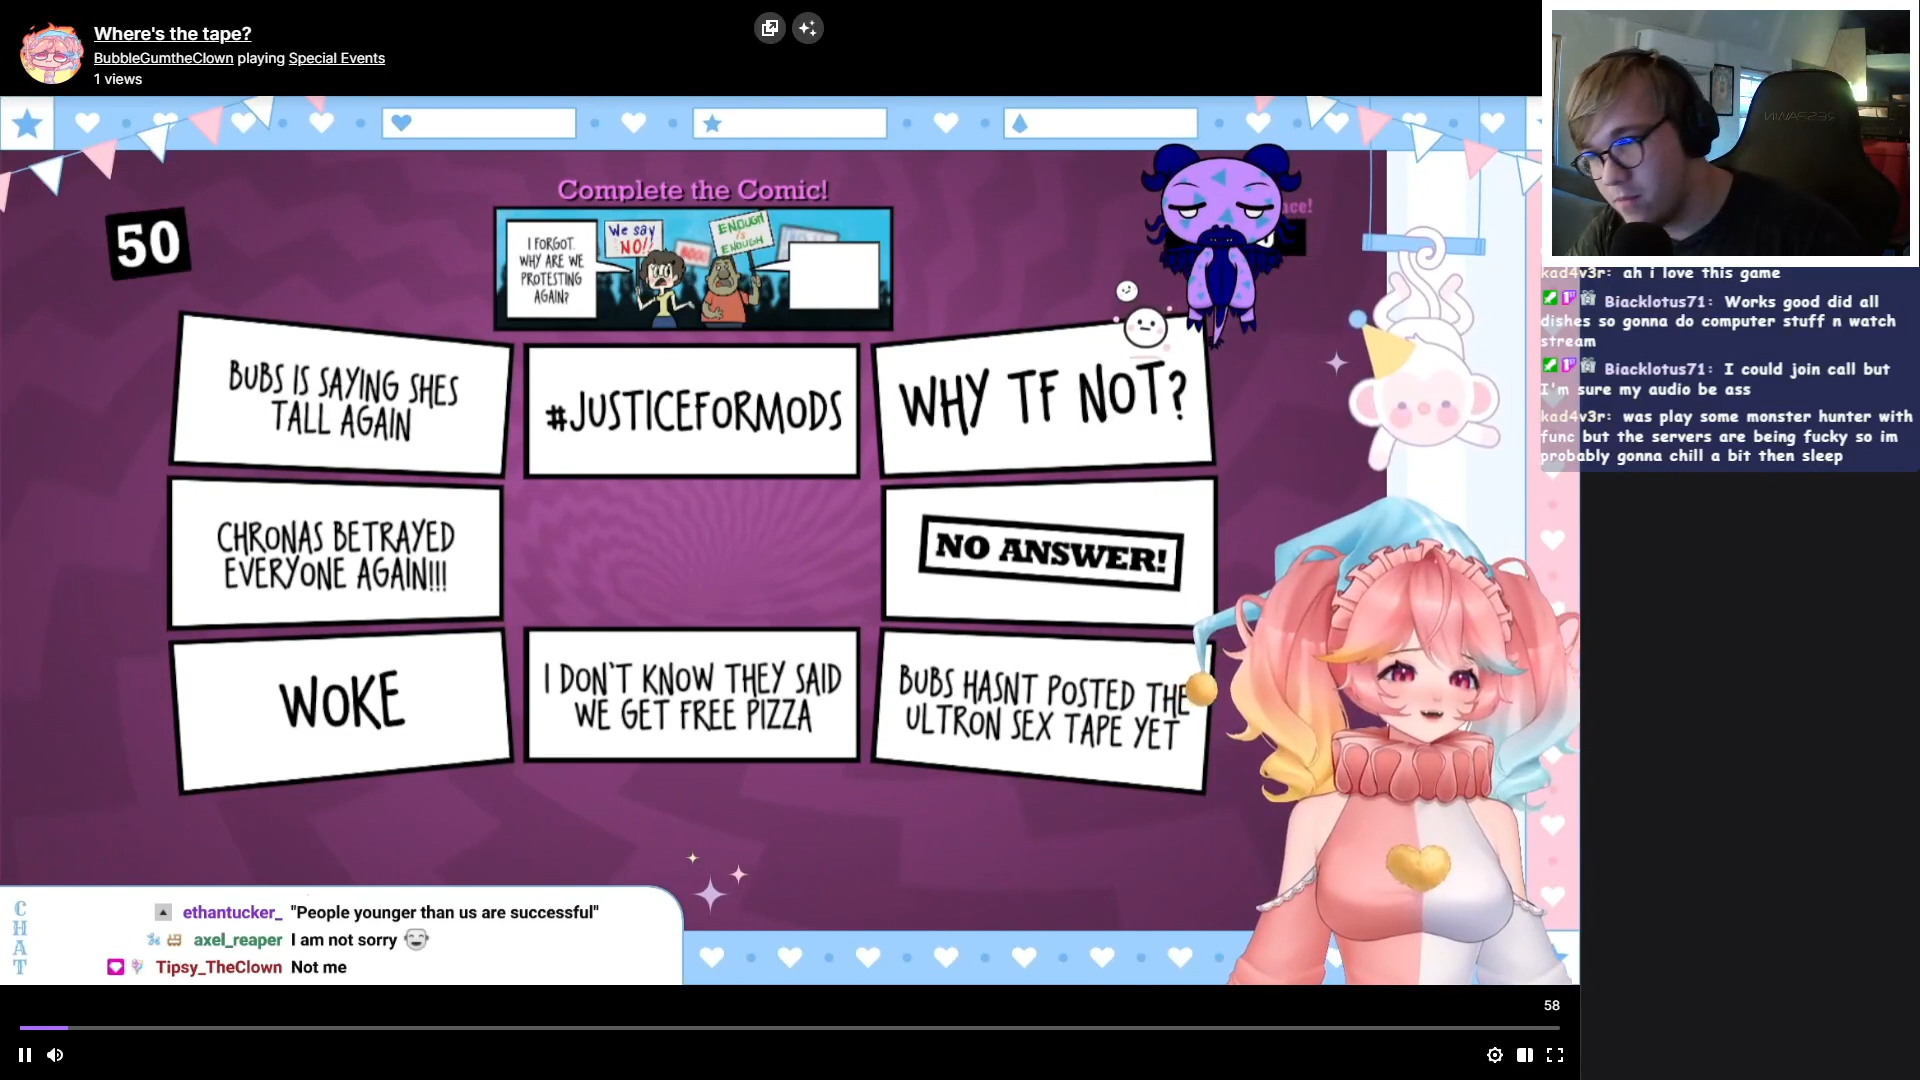 Where's the tape?
BubbleGumtheClown playing Special Events
1 views
Complete the Comic!
50
I FORGOT.
WHY ARE WE
PROTESTING
AGAIN?
We say
NO!!
ENOUGH
IS
ENOUGH
BUBS IS SAYING SHES
TALL AGAIN
#JUSTICEFORMODS
WHY TF NOT?
CHRONAS BETRAYED
EVERYONE AGAIN!!!
NO ANSWER!
WOKE
I DON'T KNOW THEY SAID
WE GET FREE PIZZA
BUBS HASNT POSTED THE
ULTRON SEX TAPE YET
kad4v3r: ah i love this game
Biacklotus71: Works good did all
dishes so gonna do computer stuff n watch
stream
Biacklotus71: I could join call but
I'm sure my audio be ass
kad4v3r: was play some monster hunter with
func but the servers are being fucky so im
probably gonna chill a bit then sleep
CHAT
ethantucker_ "People younger than us are successful"
axel_reaper I am not sorry
Tipsy_TheClown Not me
58